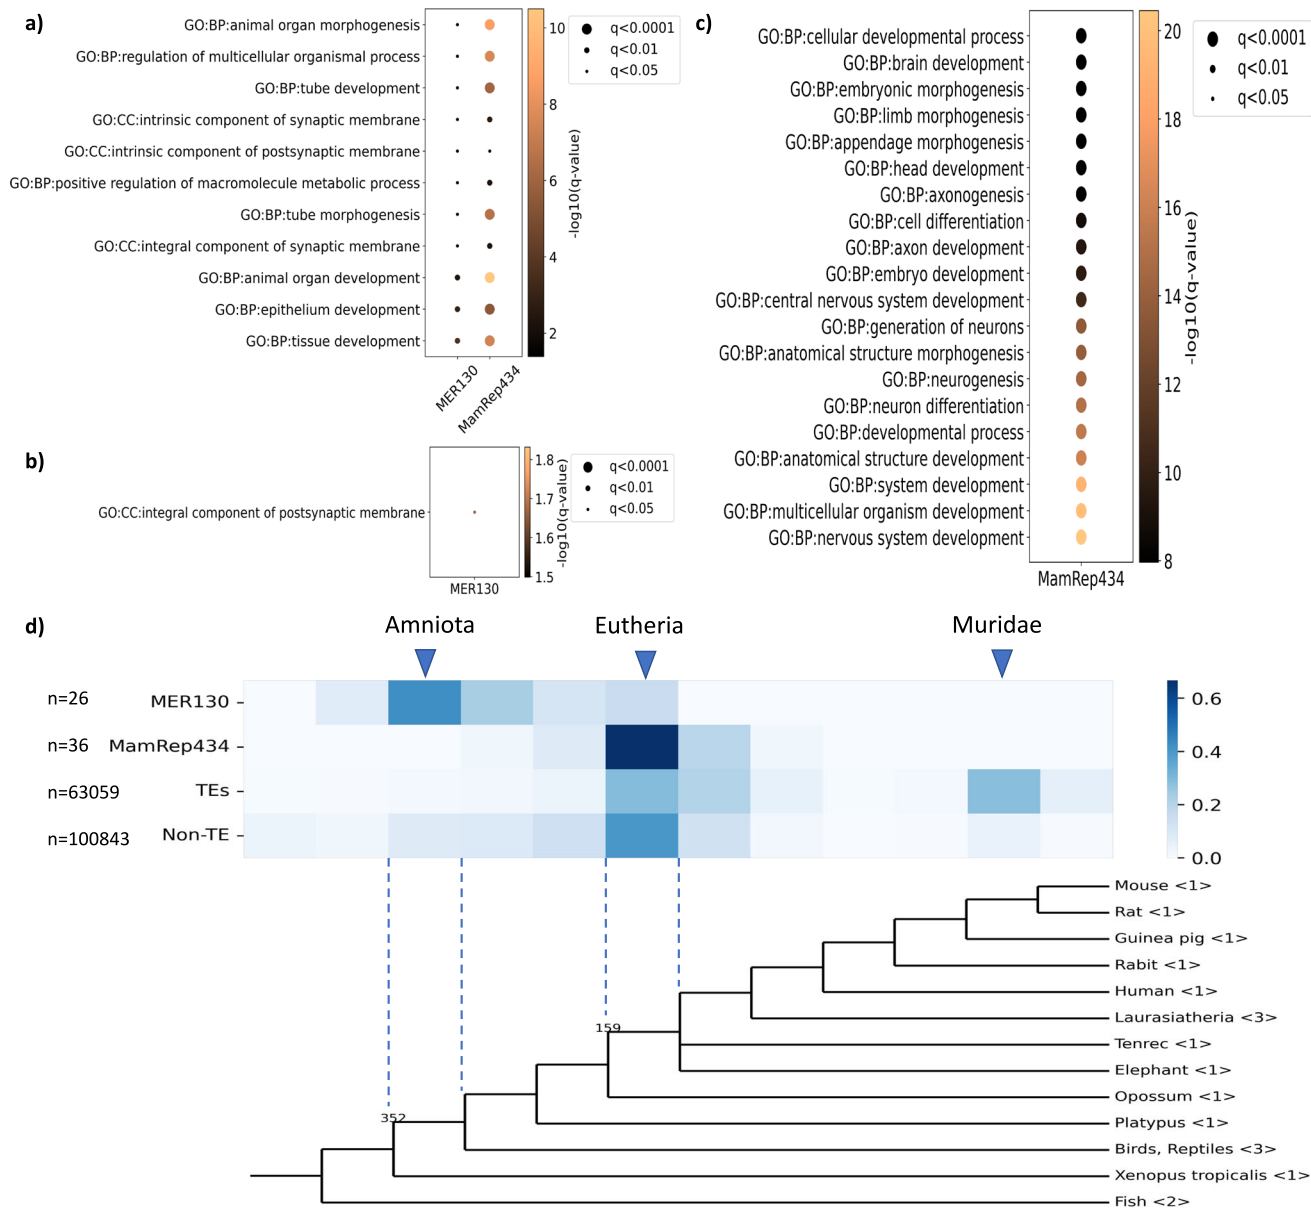 a)
GO:BP:animal organ morphogenesis
GO:BP:regulation of multicellular organismal process
GO:BP:tube development
GO:CC:intrinsic component of synaptic membrane
GO:CC:intrinsic component of postsynaptic membrane
GO:BP:positive regulation of macromolecule metabolic process
GO:BP:tube morphogenesis
GO:CC:integral component of synaptic membrane
GO:BP:animal organ development
GO:BP:epithelium development
GO:BP:tissue development
MER130
MamRep434
10
8
6
4
2
-log10(q-value)
q<0.0001
q<0.01
q<0.05
b)
GO:CC:integral component of postsynaptic membrane
MER130
1.8
1.7
1.6
1.5
-log10(q-value)
q<0.0001
q<0.01
q<0.05
c)
GO:BP:cellular developmental process
GO:BP:brain development
GO:BP:embryonic morphogenesis
GO:BP:limb morphogenesis
GO:BP:appendage morphogenesis
GO:BP:head development
GO:BP:axonogenesis
GO:BP:cell differentiation
GO:BP:axon development
GO:BP:embryo development
GO:BP:central nervous system development
GO:BP:generation of neurons
GO:BP:anatomical structure morphogenesis
GO:BP:neurogenesis
GO:BP:neuron differentiation
GO:BP:developmental process
GO:BP:anatomical structure development
GO:BP:system development
GO:BP:multicellular organism development
GO:BP:nervous system development
MamRep434
20
18
16
14
12
10
8
-log10(q-value)
q<0.0001
q<0.01
q<0.05
d)
Amniota
Eutheria
Muridae
n=26 MER130
n=36 MamRep434
n=63059 TEs
n=100843 Non-TE
0.6
0.4
0.2
0.0
Mouse <1>
Rat <1>
Guinea pig <1>
Rabit <1>
Human <1>
Laurasiatheria <3>
159
Tenrec <1>
Elephant <1>
Opossum <1>
352
Platypus <1>
Birds, Reptiles <3>
Xenopus tropicalis <1>
Fish <2>